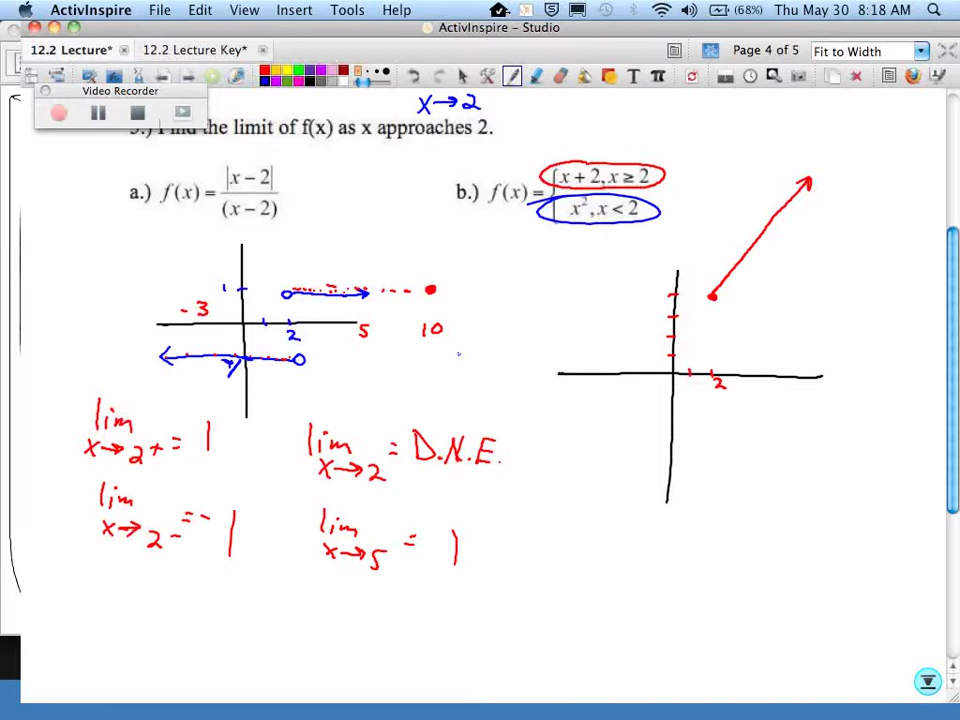 ActivInspire File Edit View Insert Tools Help (68%) Thu May 30 8:18 AM
ActivInspire – Studio
12.2 Lecture* 12.2 Lecture Key* Page 4 of 5 Fit to Width
Video Recorder
x→2
Find the limit of f(x) as x approaches 2.
a.) f(x) = |x − 2| / (x − 2)
b.) f(x) = { x + 2, x ≥ 2
x², x < 2
1
- 3
2 5 10
-1
2
lim x→2+ = 1
lim x→2 = D.N.E.
lim x→2- = - 1
lim x→5 = 1